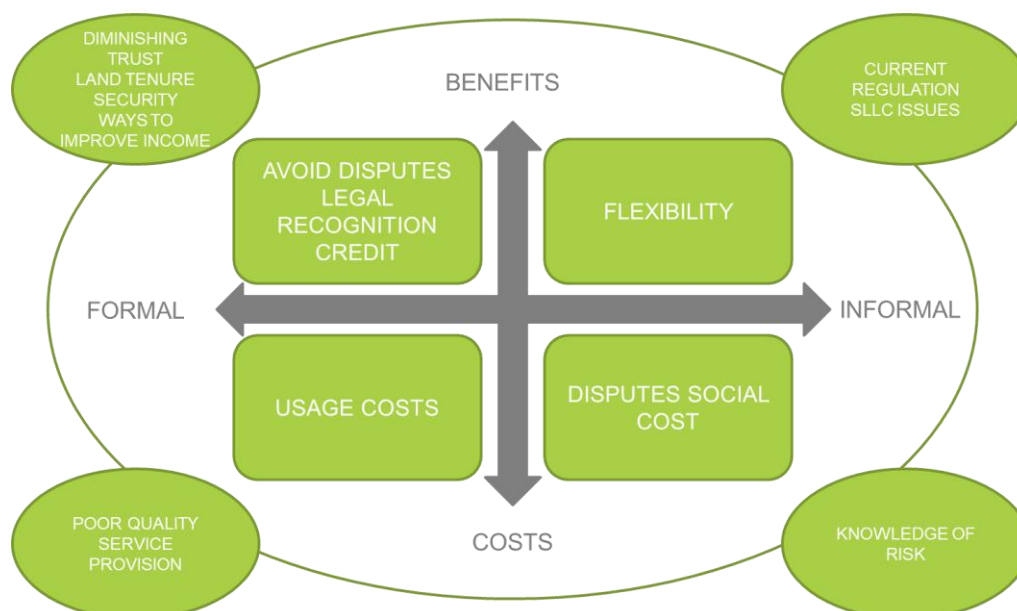 DIMINISHING
TRUST
LAND TENURE
SECURITY
WAYS TO
IMPROVE INCOME
BENEFITS
CURRENT
REGULATION
SLLC ISSUES
AVOID DISPUTES
LEGAL
RECOGNITION
CREDIT
FLEXIBILITY
FORMAL
INFORMAL
USAGE COSTS
DISPUTES SOCIAL
COST
POOR QUALITY
SERVICE
PROVISION
COSTS
KNOWLEDGE OF
RISK